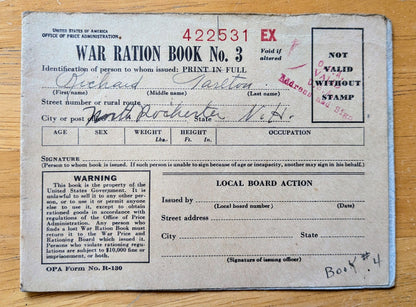 UNITED STATES OF AMERICA
OFFICE OF PRICE ADMINISTRATION
422531 EX
WAR RATION BOOK No. 3
Void if
altered
NOT
VALID
WITHOUT
STAMP
Identification of person to whom issued: PRINT IN FULL
Richard Tarlton
(First name) (Middle name) (Last name)
Street number or rural route
City or post North Rochester State N.H.
AGE SEX WEIGHT HEIGHT OCCUPATION
Lbs. Ft. In.
SIGNATURE
(Person to whom book is issued. If such person is unable to sign because of age or incapacity, another may sign in his behalf.)
WARNING
This book is the property of the
United States Government. It is
unlawful to sell it to any other per-
son, or to use it or permit anyone
else to use it, except to obtain
rationed goods in accordance with
regulations of the Office of Price
Administration. Any person who
finds a lost War Ration Book must
return it to the War Price and
Rationing Board which issued it.
Persons who violate rationing regu-
lations are subject to $10,000 fine or
imprisonment, or both.
LOCAL BOARD ACTION
Issued by
(Local board number) (Date)
Street address
City State
(Signature of issuing officer)
OPA Form No. R-130
Book #
4